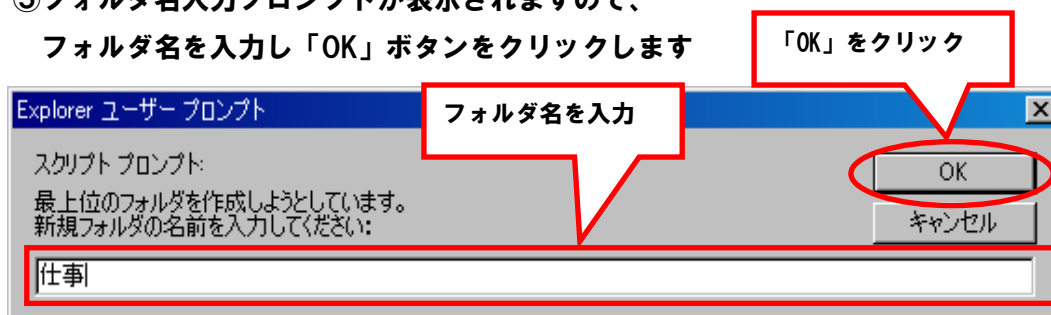 フォルダ名入力プロンプトが表示されますので、
フォルダ名を入力し「OK」ボタンをクリックします
「OK」をクリック
Explorer ユーザー プロンプト
フォルダ名を入力
スクリプト プロンプト:
OK
最上位のフォルダを作成しようとしています。
新規フォルダの名前を入力してください:
キャンセル
仕事